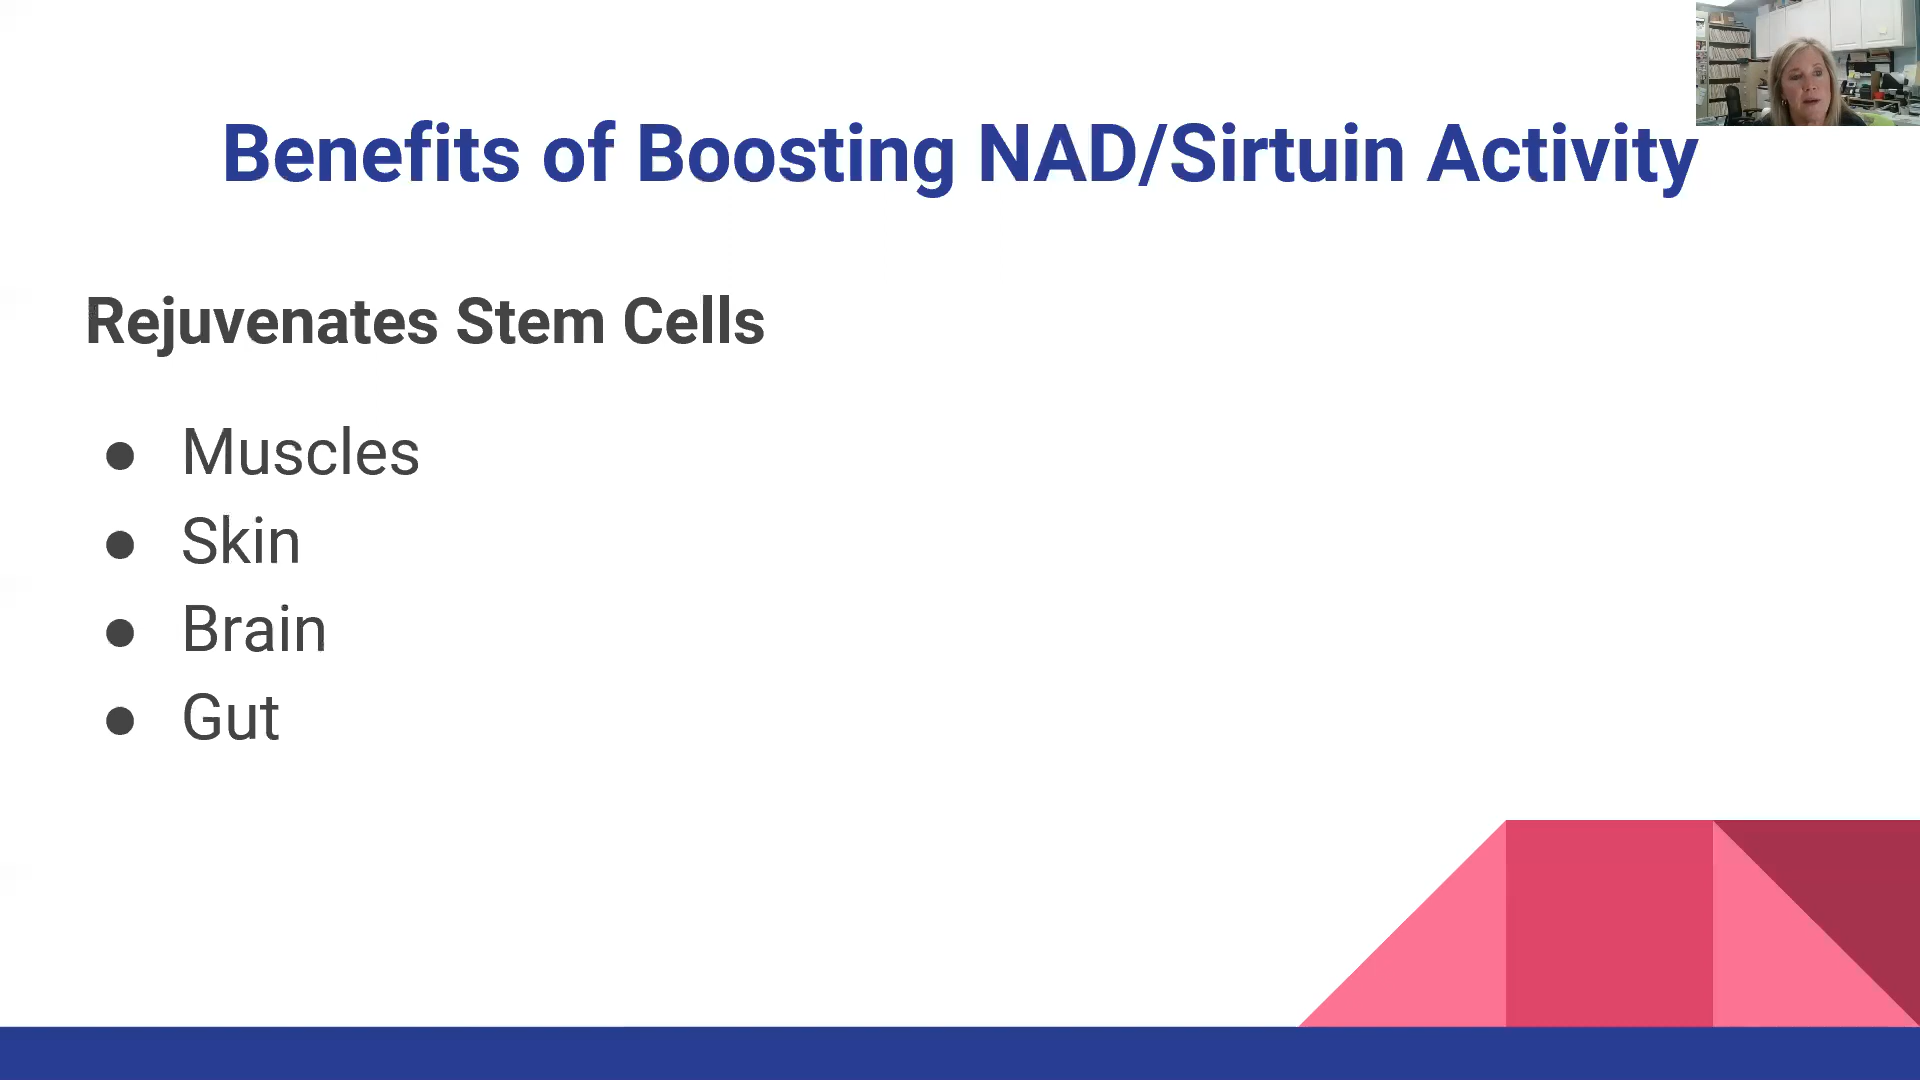 Benefits of Boosting NAD/Sirtuin Activity
Rejuvenates Stem Cells
● Muscles
● Skin
● Brain
● Gut